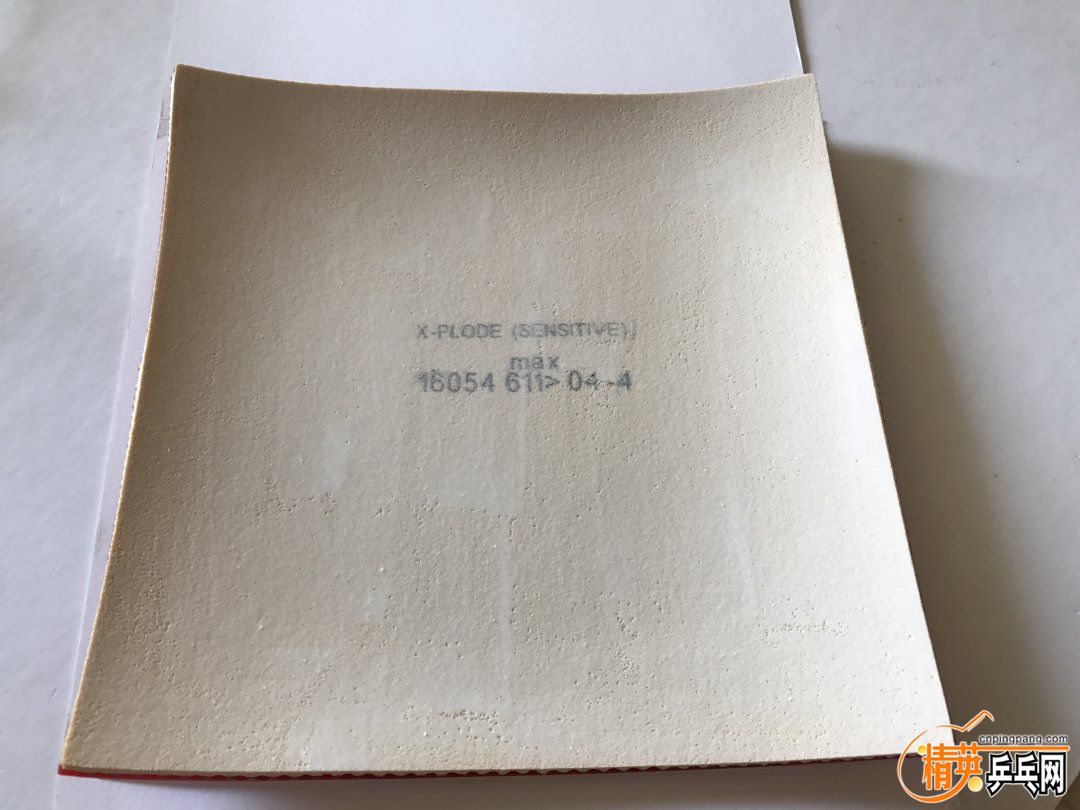 X-PLODE (SENSITIVE)
max
16054 611> 04-4
cnpingpang.com
精英乒乓网